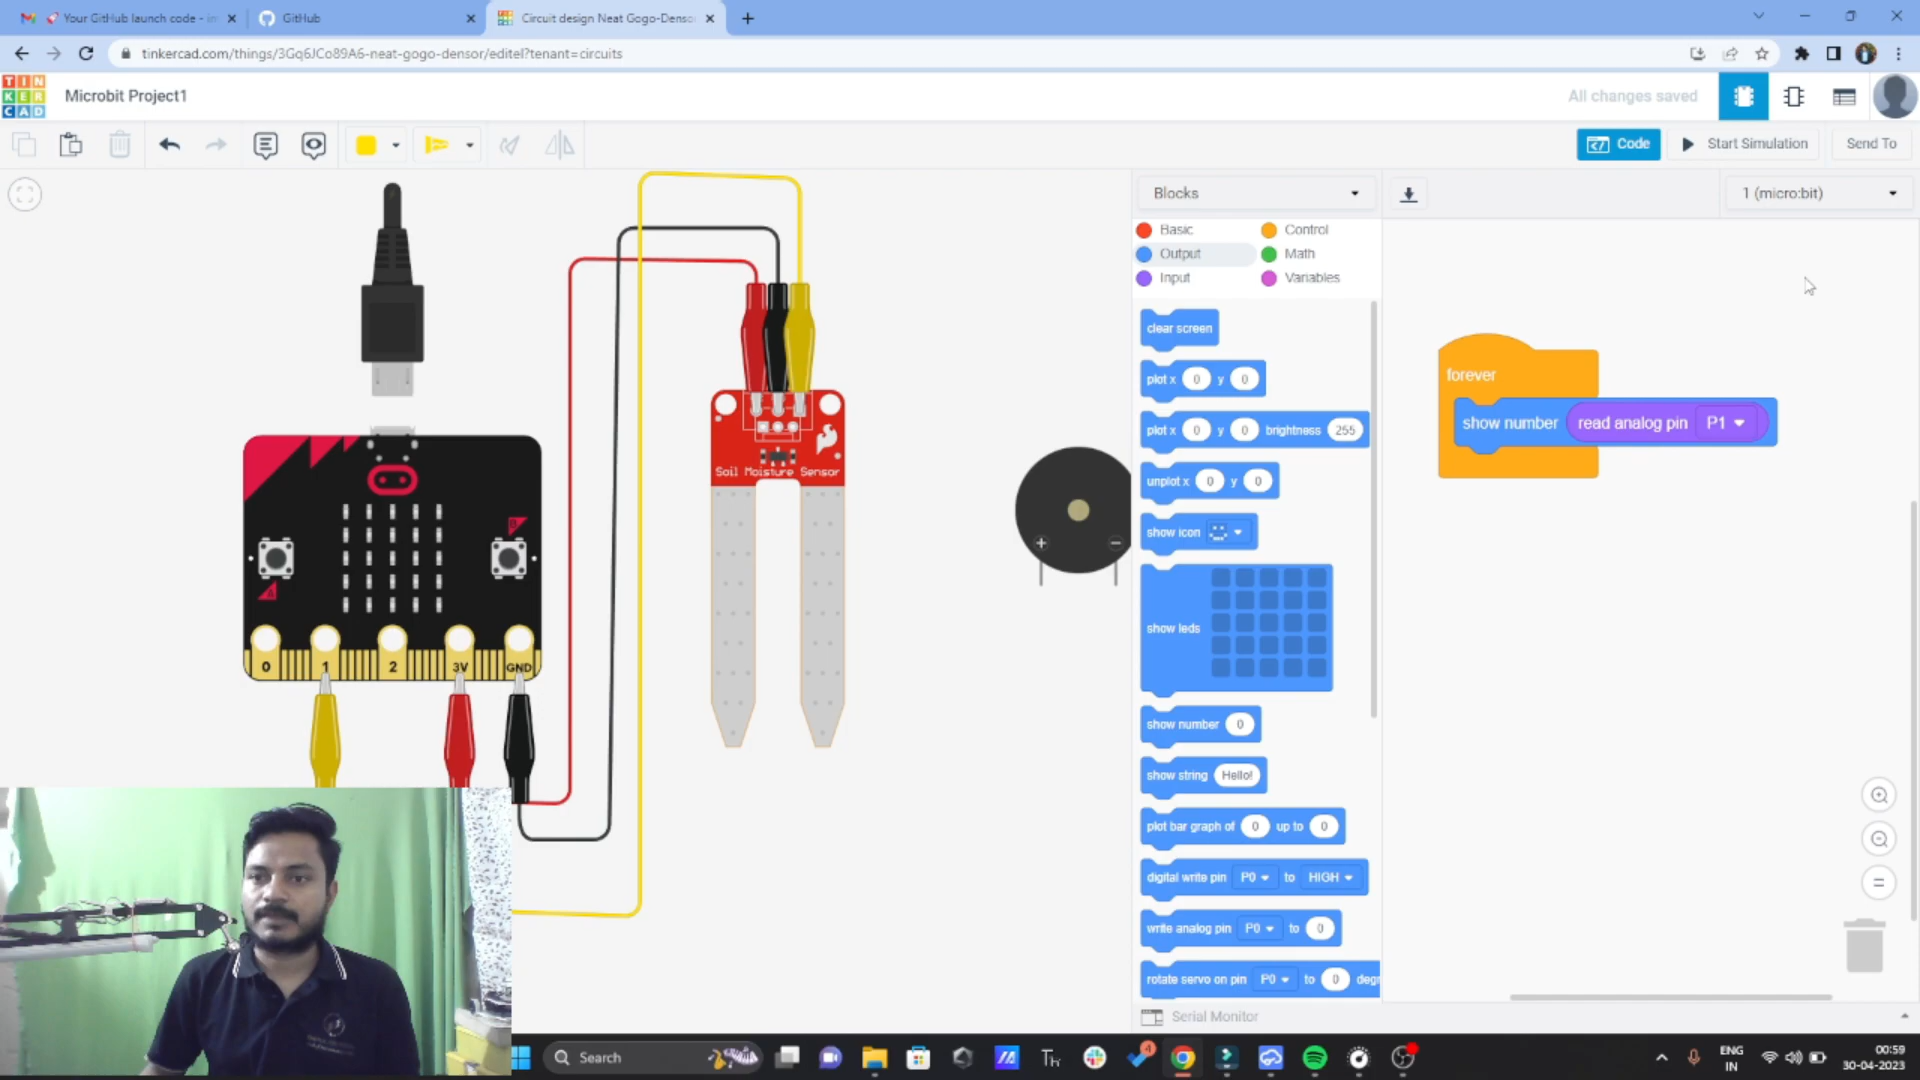 Your GitHub launch code - in
GitHub
Circuit design Neat Gogo-Denso
tinkercad.com/things/3Gq6JCo89A6-neat-gogo-densor/editel?tenant=circuits
TIN
KER
CAD
Microbit Project1
All changes saved
Code
Start Simulation
Send To
Blocks
1 (micro:bit)
Basic
Control
Output
Math
Input
Variables
clear screen
plot x 0 y 0
plot x 0 y 0 brightness 255
unplot x 0 y 0
show icon
show leds
show number 0
show string Hello!
plot bar graph of 0 up to 0
digital write pin P0 to HIGH
write analog pin P0 to 0
rotate servo on pin P0 to 0 degr
forever
show number read analog pin P1
Soil Moisture Sensor
+ −
B
A
0 1 2 3V GND
Serial Monitor
Search
4
ENG
IN
00:59
30-04-2023